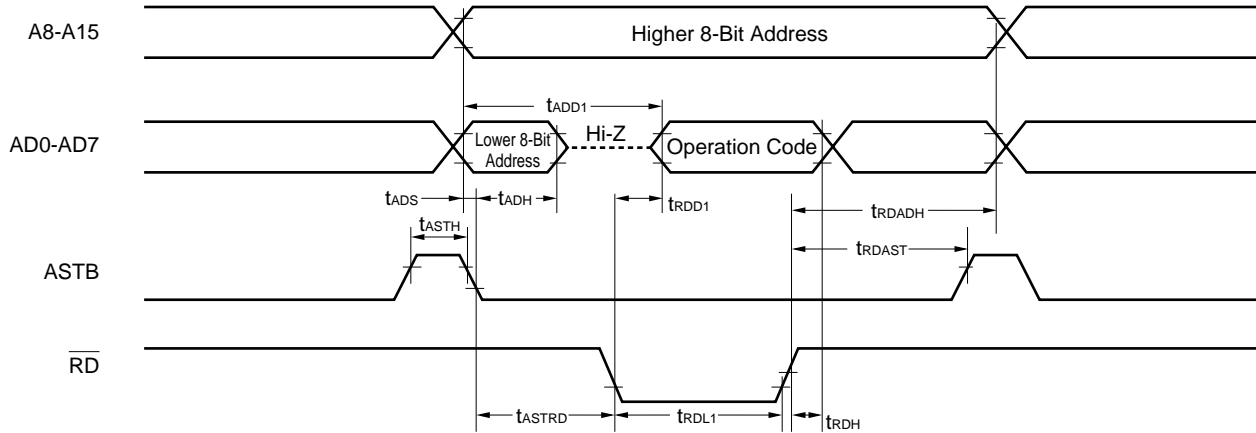 A8-A15
Higher 8-Bit Address
tADD1
AD0-AD7
Lower 8-Bit
Address
Hi-Z
Operation Code
tADS
tADH
tRDD1
tRDADH
tASTH
tRDAST
ASTB
RD
tASTRD
tRDL1
tRDH